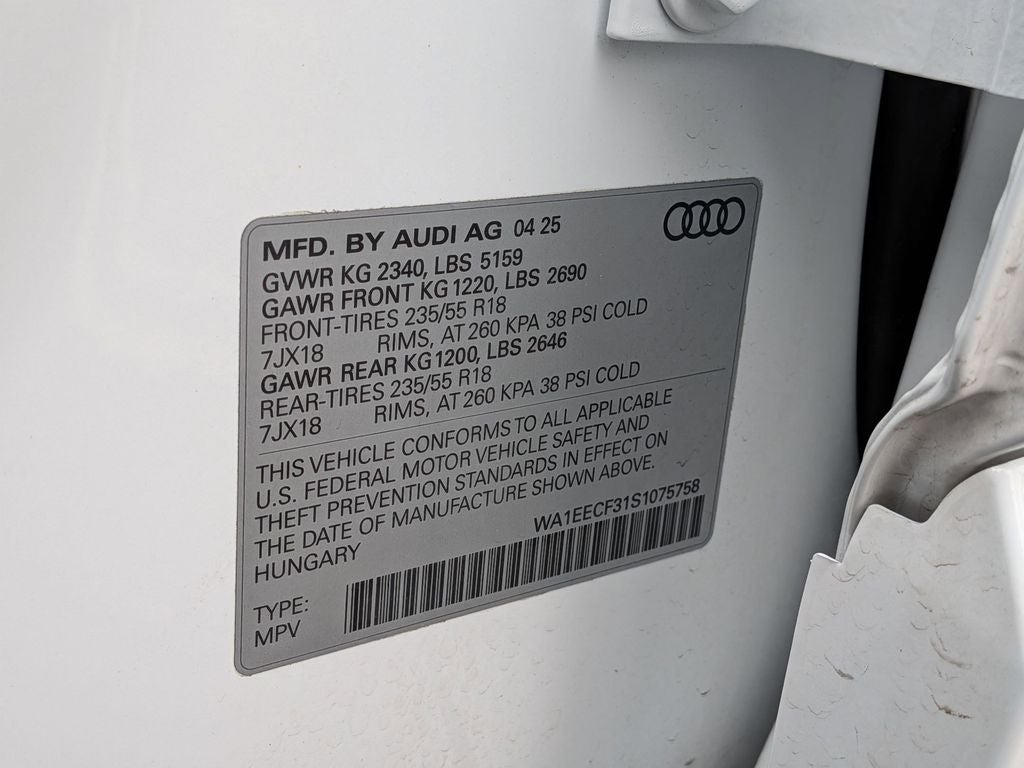 MFD. BY AUDI AG 04 25
GVWR KG 2340, LBS 5159
GAWR FRONT KG 1220, LBS 2690
FRONT-TIRES 235/55 R18
7JX18 RIMS, AT 260 KPA 38 PSI COLD
GAWR REAR KG 1200, LBS 2646
REAR-TIRES 235/55 R18
7JX18 RIMS, AT 260 KPA 38 PSI COLD
THIS VEHICLE CONFORMS TO ALL APPLICABLE
U.S. FEDERAL MOTOR VEHICLE SAFETY AND
THEFT PREVENTION STANDARDS IN EFFECT ON
THE DATE OF MANUFACTURE SHOWN ABOVE.
HUNGARY
WA1EECF31S1075758
TYPE:
MPV